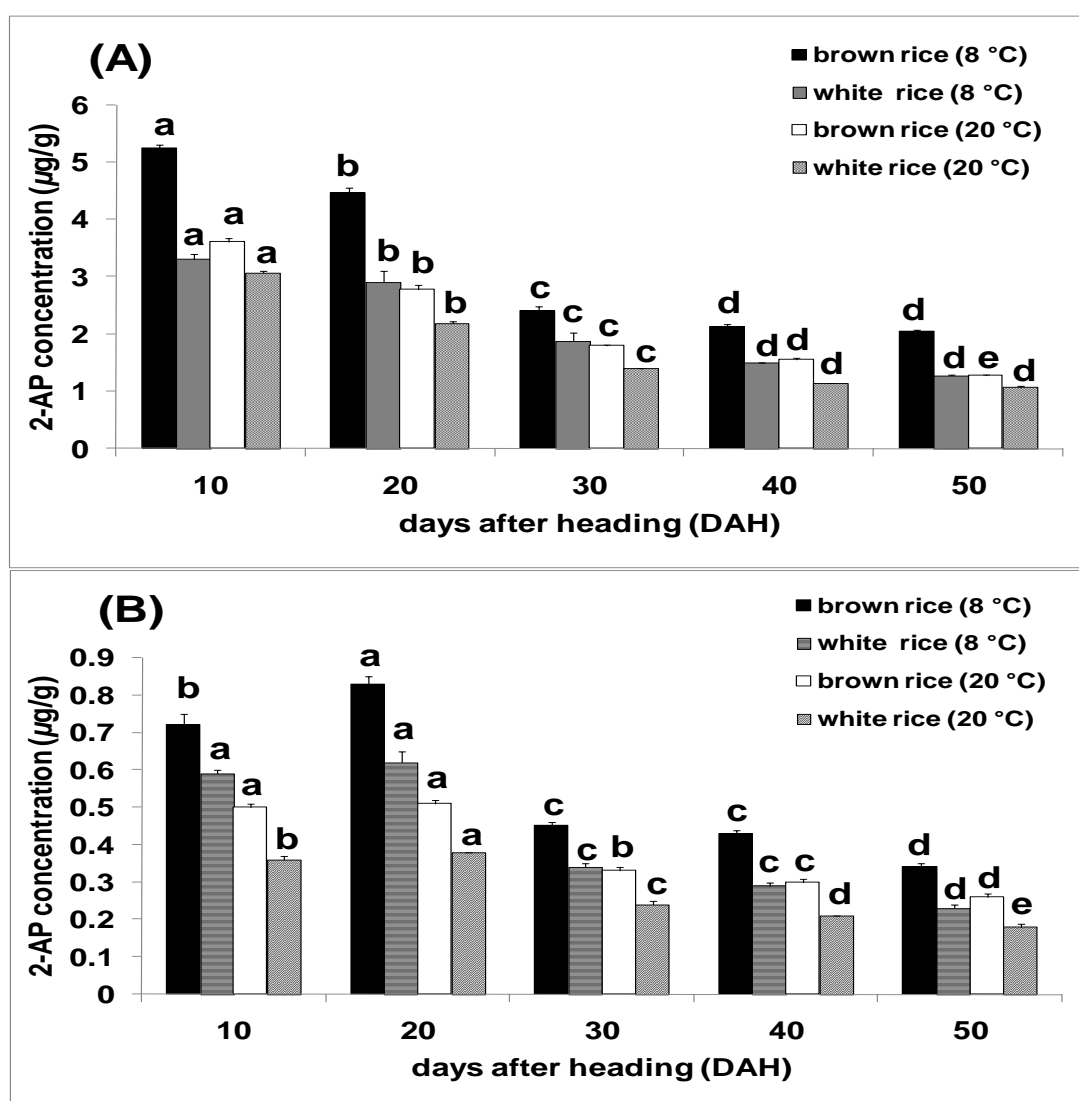 (A)
brown rice (8 °C)
white rice (8 °C)
brown rice (20 °C)
white rice (20 °C)
2-AP concentration (µg/g)
6
5
4
3
2
1
0
a
a
a
a
b
b
b
b
c
c
c
c
d
d
d
d
d
d
e
d
10
20
30
40
50
days after heading (DAH)
(B)
brown rice (8 °C)
white rice (8 °C)
brown rice (20 °C)
white rice (20 °C)
2-AP concentration (µg/g)
0.9
0.8
0.7
0.6
0.5
0.4
0.3
0.2
0.1
0
b
a
a
b
a
a
a
a
c
c
b
c
c
c
c
d
d
d
d
e
10
20
30
40
50
days after heading (DAH)